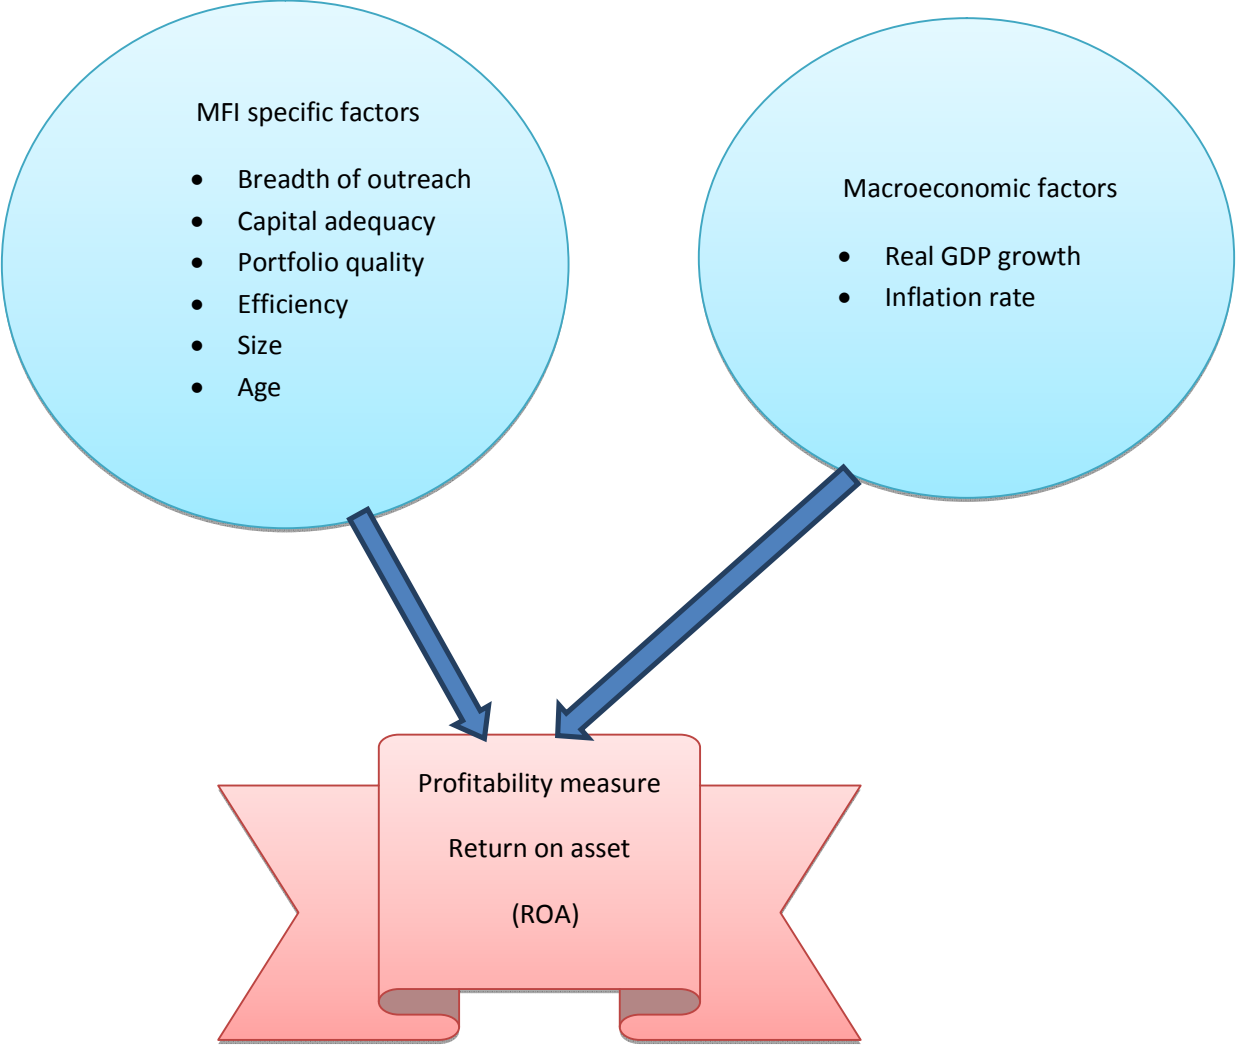 MFI specific factors
• Breadth of outreach
• Capital adequacy
• Portfolio quality
• Efficiency
• Size
• Age
Macroeconomic factors
• Real GDP growth
• Inflation rate
Profitability measure
Return on asset
(ROA)